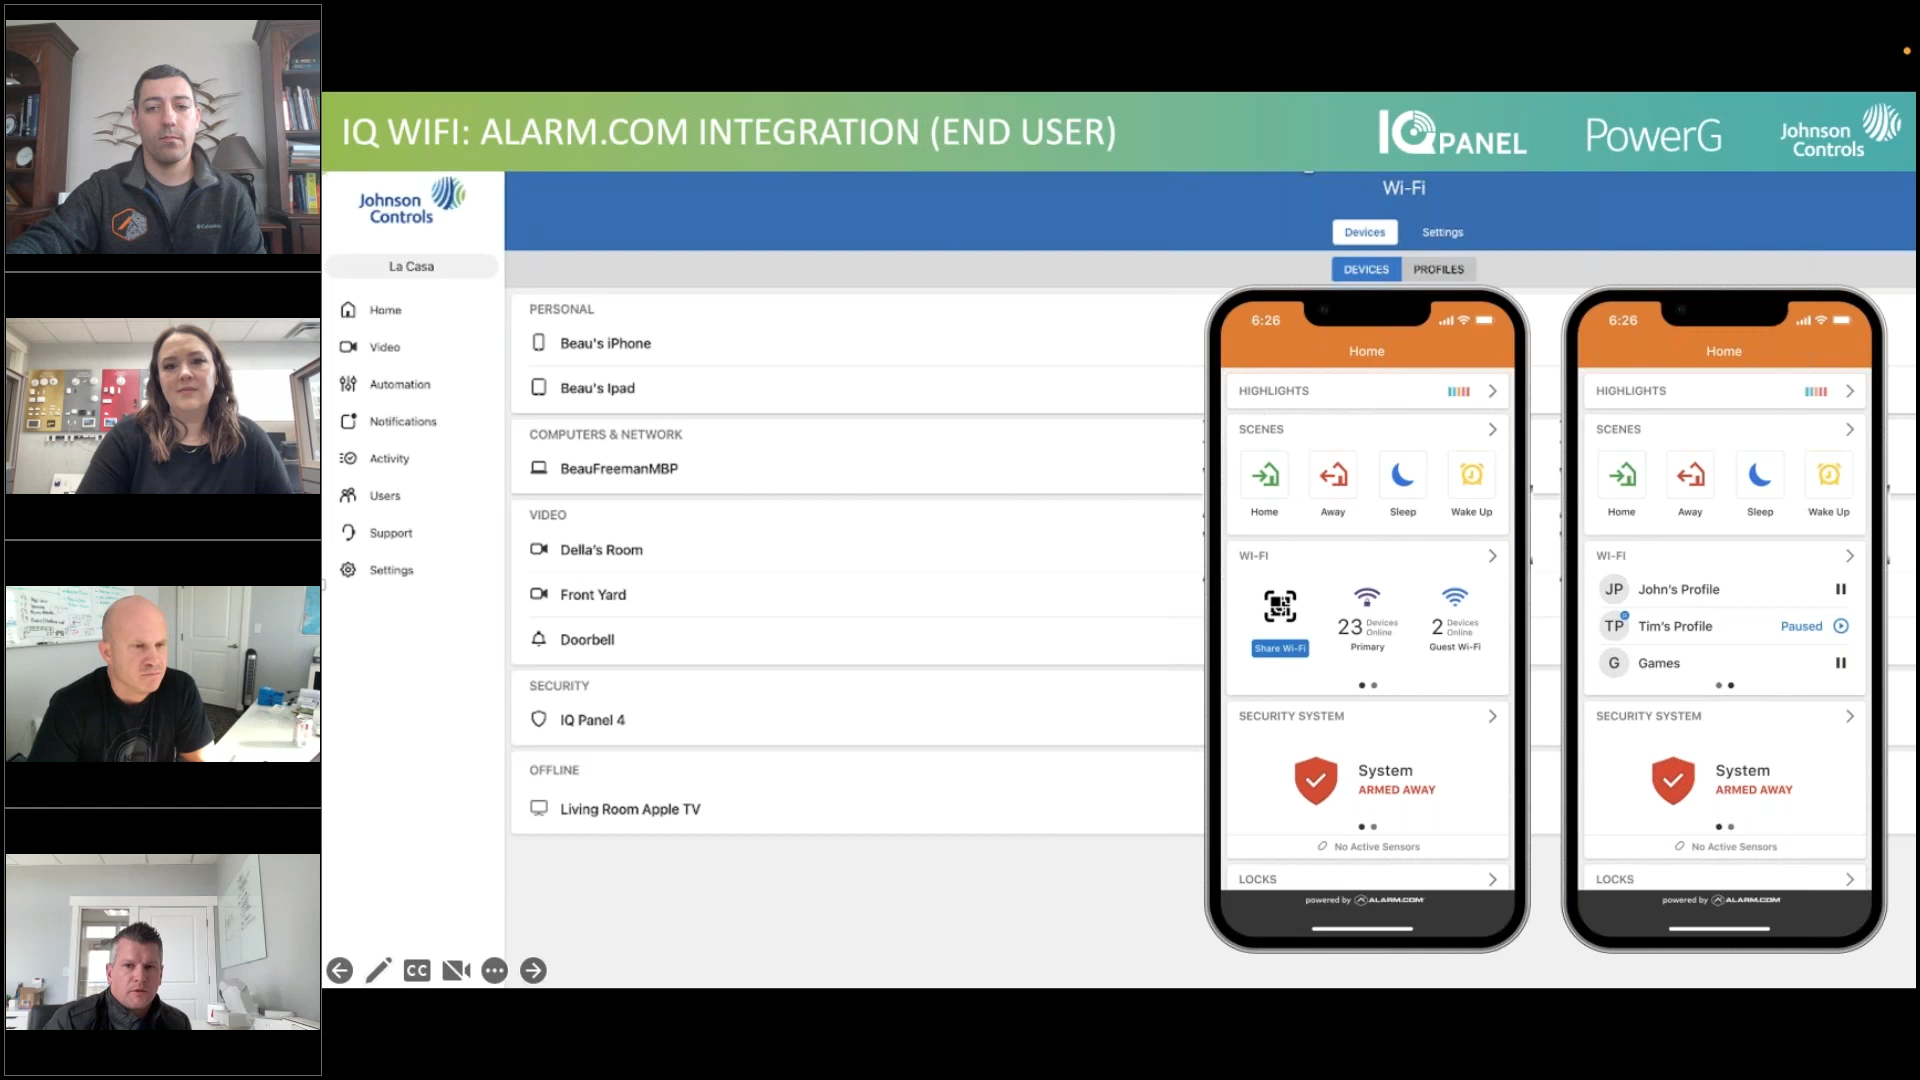 IQ WIFI: ALARM.COM INTEGRATION (END USER)
IQ PANEL
PowerG
Johnson
Controls
Johnson
Controls
La Casa
Home
Video
Automation
Notifications
Activity
Users
Support
Settings
Wi-Fi
Devices Settings
DEVICES PROFILES
PERSONAL
Beau's iPhone
Beau's Ipad
COMPUTERS & NETWORK
BeauFreemanMBP
VIDEO
Della's Room
Front Yard
Doorbell
SECURITY
IQ Panel 4
OFFLINE
Living Room Apple TV
6:26
Home
HIGHLIGHTS
SCENES
Home Away Sleep Wake Up
WI-FI
Share Wi-Fi
23 Devices Online
Primary
2 Devices Online
Guest Wi-Fi
SECURITY SYSTEM
System
ARMED AWAY
No Active Sensors
LOCKS
powered by ALARM.COM
6:26
Home
HIGHLIGHTS
SCENES
Home Away Sleep Wake Up
WI-FI
JP John's Profile
TP Tim's Profile Paused
G Games
SECURITY SYSTEM
System
ARMED AWAY
No Active Sensors
LOCKS
powered by ALARM.COM
CC